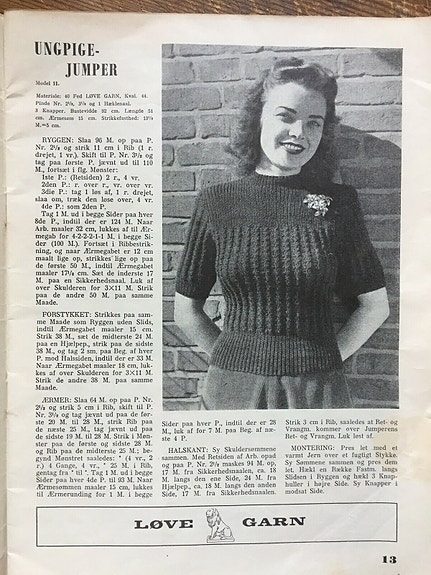 UNGPIGE-
JUMPER
Model 11.
Materiale: 40 Fed LØVE GARN, Kval. 44.
Pinde Nr. 2½, 3½ og 1 Hæklenaal.
3 Knapper. Bustevidde 92 cm. Længde 51
cm. Ærmesøm 15 cm. Strikkefasthed: 13½
M.=5 cm.
RYGGEN: Slaa 96 M. op paa P.
Nr. 2½ og strik 11 cm i Rib (1 r.
drejet, 1 vr.). Skift til P. Nr. 3½ og
tag paa første P. jævnt ud til 110
M., fortsæt i flg. Mønster:
1ste P.: (Retsiden) 2 r., 4 vr.
2den P.: r. over r., vr. over vr.
3die P.: tag 1 løs af, 1 r. drejet,
slaa om, træk den løse over, 4 vr.
4de P.: som 2den P.
Tag 1 M. ud i begge Sider paa hver
8de P., indtil der er 124 M. Naar
Arb. maaler 32 cm, lukkes af til Ær-
megab for 4-2-2-2-1-1 M. i begge Si-
der (100 M.). Fortsæt i Ribbestrik-
ning, og naar Ærmegabet er 12 cm
maalt lige op, strikkes lige op paa
de første 50 M., indtil Ærmegabet
maaler 17½ cm. Sæt de inderste 17
M. paa en Sikkerhedsnaal. Luk af
over Skulderen for 3×11 M. Strik
paa de andre 50 M. paa samme
Maade.
FORSTYKKET: Strikkes paa sam-
me Maade som Ryggen uden Slids,
indtil Ærmegabet maaler 15 cm.
Strik 38 M., sæt de midterste 24 M.
paa en Hjælpep., strik paa de sidste
38 M., og tag 2 sm. paa Beg. af hver
P. mod Halssiden, indtil der er 33 M.
Naar Ærmegabet maaler 18 cm, luk-
kes af over Skulderen for 3×11 M.
Strik de andre 38 M. paa samme
Maade.
ÆRMER: Slaa 64 M. op paa P. Nr.
2½ og strik 5 cm i Rib, skift til P.
Nr. 3½ og tag jævnt ud paa de før-
ste 20 M. til 28 M., strik Rib paa
de næste 25 M., tag jævnt ud paa
de sidste 19 M. til 28 M. Strik i Møn-
ster paa de første og sidste 28 M.
og Rib paa de midterste 25 M.; be-
gynd Mønstret saaledes: * (4 vr., 2
r.) 4 Gange, 4 vr., * 25 M. i Rib,
gentag fra * til *. Tag 1 M. ud i begge
Sider paa hver 4de P. til 93 M. Naar
Ærmesømmen maaler 15 cm, lukkes
til Ærmerunding for 1 M. i begge
Sider paa hver P., indtil der er 28
M., luk af for 7 M. paa Beg. af næ-
ste 4 P.
HALSKANT: Sy Skuldersømmene
sammen. Med Retsiden af Arb. opad
og paa P. Nr. 2½ maskes 94 M. op,
17 M. fra Sikkerhedsnaalen, ca. 18
M. langs den ene Side, 24 M. fra
Hjælpep., ca. 18 M. langs den anden
Side, 17 M. fra Sikkerhedsnaalen.
Strik 3 cm i Rib, saaledes at Ret- og
Vrangm. kommer over Jumperens
Ret- og Vrangm. Luk løst af.
MONTERING: Pres let med et
varmt Jern over et fugtigt Stykke.
Sy Sømmene sammen og pres dem
let. Hækl en Række Fastm. langs
Slidsen i Ryggen og hækl 3 Knap-
huller i højre Side. Sy Knapper i
modsat Side.
LØVE GARN
13